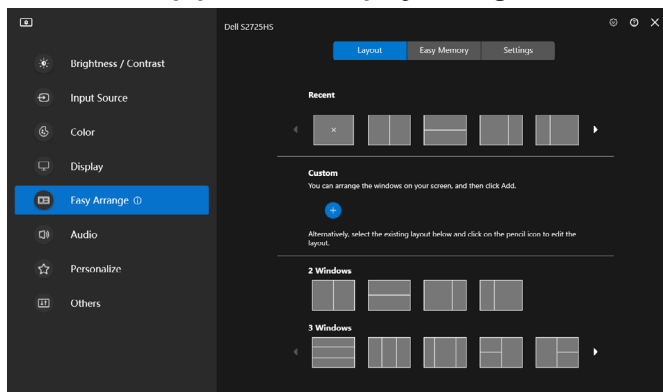 Dell S2725HS
Brightness / Contrast
Input Source
Color
Display
Easy Arrange
Audio
Personalize
Others
Layout Easy Memory Settings
Recent
Custom
You can arrange the windows on your screen, and then click Add.
Alternatively, select the existing layout below and click on the pencil icon to edit the
layout.
2 Windows
3 Windows